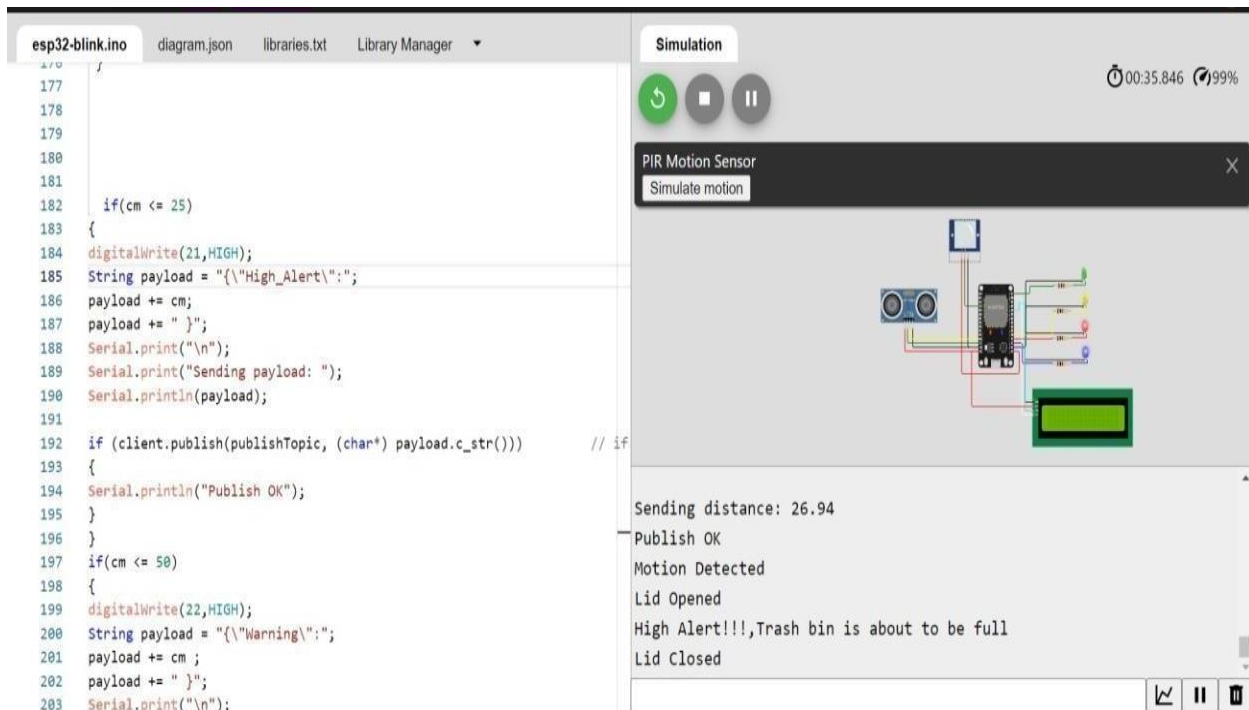 esp32-blink.ino diagram.json libraries.txt Library Manager
176 }
177
178
179
180
181
182 if(cm <= 25)
183 {
184 digitalWrite(21,HIGH);
185 String payload = "{\"High_Alert\":";
186 payload += cm;
187 payload += " }";
188 Serial.print("\n");
189 Serial.print("Sending payload: ");
190 Serial.println(payload);
191
192 if (client.publish(publishTopic, (char*) payload.c_str())) // if
193 {
194 Serial.println("Publish OK");
195 }
196 }
197 if(cm <= 50)
198 {
199 digitalWrite(22,HIGH);
200 String payload = "{\"Warning\":";
201 payload += cm ;
202 payload += " }";
203 Serial.print("\n");
Simulation
00:35.846 99%
PIR Motion Sensor X
Simulate motion
Sending distance: 26.94
Publish OK
Motion Detected
Lid Opened
High Alert!!!,Trash bin is about to be full
Lid Closed